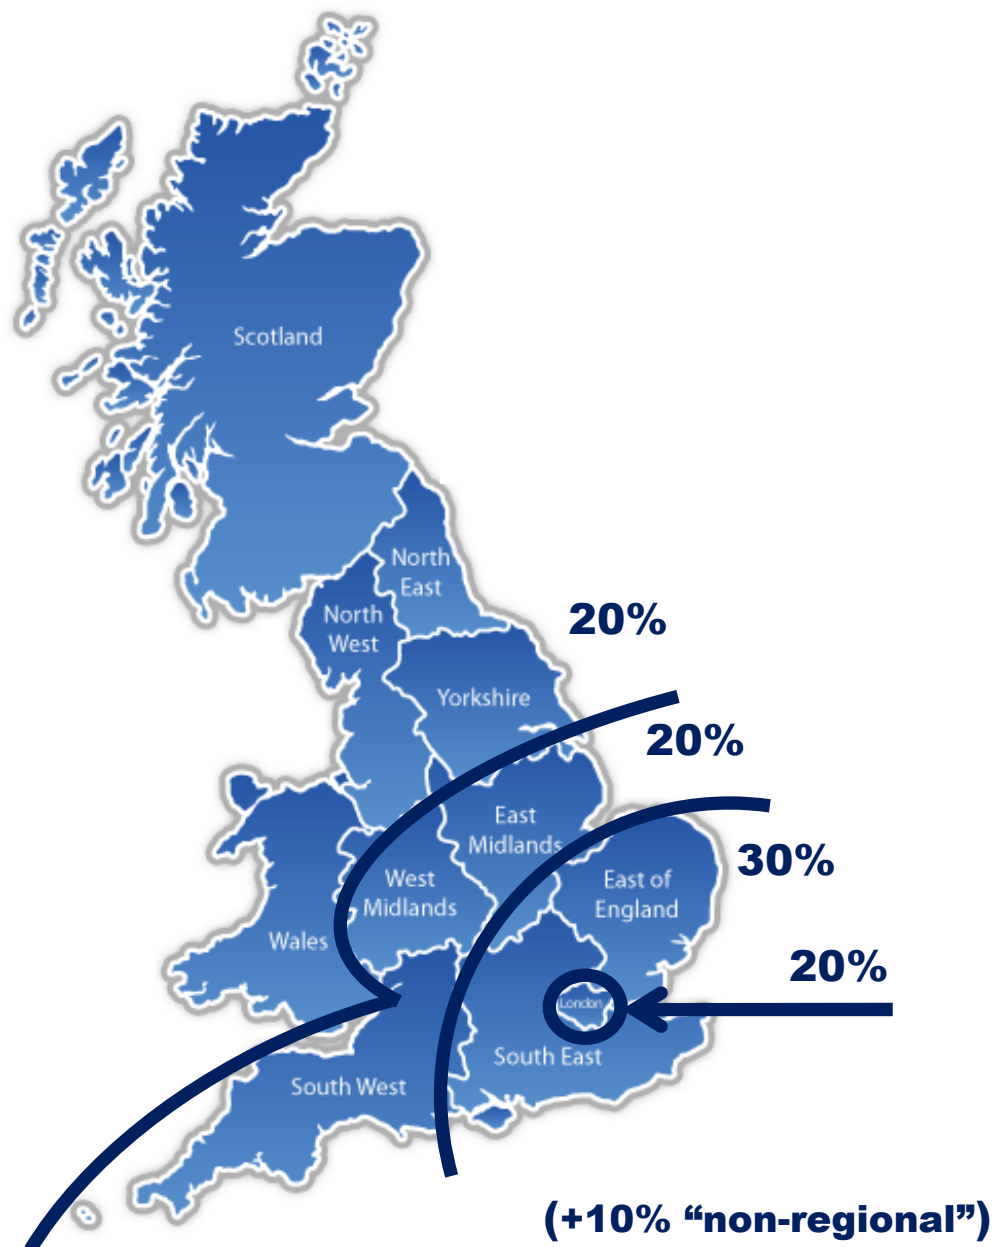 Scotland
North
East
North
West
20%
Yorkshire
20%
East
Midlands
30%
West
Midlands
East of
England
Wales
20%
London
South East
South West
(+10% “non-regional”)